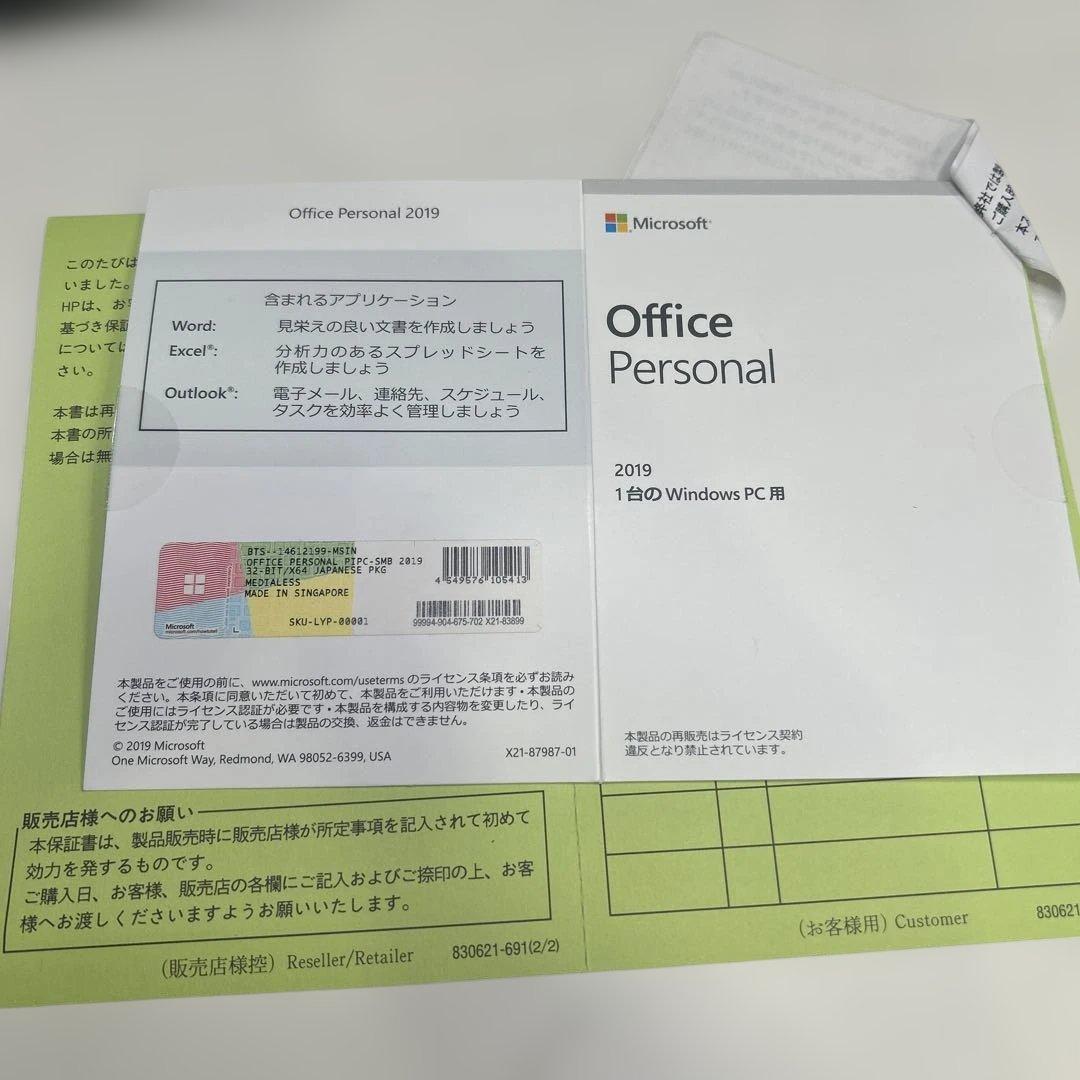 Office Personal 2019
含まれるアプリケーション
Word: 見栄えの良い文書を作成しましょう
Excel®: 分析力のあるスプレッドシートを
作成しましょう
Outlook®: 電子メール、連絡先、スケジュール、
タスクを効率よく管理しましょう
BTS--14612199-MSIN
OFFICE PERSONAL PIPC-SMB 2019
32-BIT/X64 JAPANESE PKG
MEDIALESS
MADE IN SINGAPORE
SKU-LYP-00001
4 549576 105413
99994-904-675-702 X21-83899
Microsoft
microsoft.com/howtotell
L
本製品をご使用の前に、www.microsoft.com/useterms のライセンス条項を必ずお読み
ください。本条項に同意いただいて初めて、本製品をご利用いただけます・本製品の
ご使用にはライセンス認証が必要です・本製品を構成する内容物を変更したり、ライ
センス認証が完了している場合は製品の交換、返金はできません。
© 2019 Microsoft
One Microsoft Way, Redmond, WA 98052-6399, USA
X21-87987-01
Microsoft
Office
Personal
2019
1台の Windows PC 用
本製品の再販売はライセンス契約
違反となり禁止されています。
このたびは
いました。
HPは、お
基づき保証
については
さい。
本書は再
本書の所
場合は無
弊社では
ご購入
本
販売店様へのお願い
本保証書は、製品販売時に販売店様が所定事項を記入されて初めて
効力を発するものです。
ご購入日、お客様、販売店の各欄にご記入およびご捺印の上、お客
様へお渡しくださいますようお願いいたします。
(販売店様控) Reseller/Retailer
830621-691(2/2)
(お客様用) Customer
830621